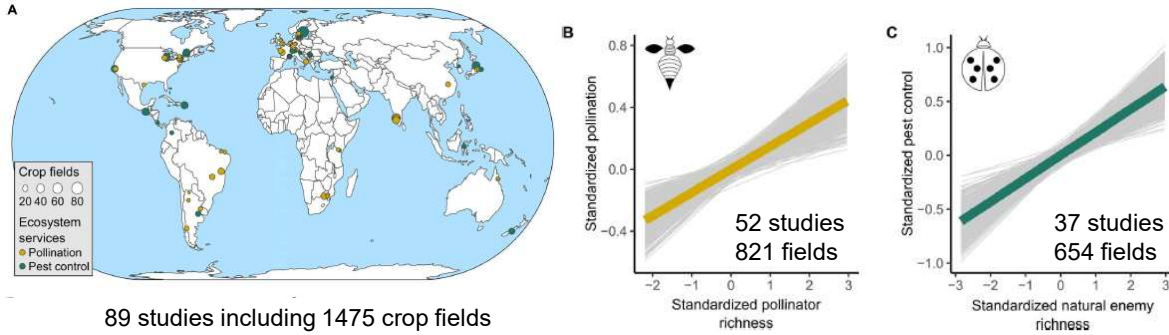 A
Crop fields
20 40 60 80
Ecosystem
services
Pollination
Pest control
89 studies including 1475 crop fields
B
Standardized pollination
0.8
0.4
0.0
−0.4
52 studies
821 fields
−2 −1 0 1 2 3
Standardized pollinator
richness
C
Standardized pest control
1.0
0.5
0.0
−0.5
−1.0
37 studies
654 fields
−3 −2 −1 0 1 2 3
Standardized natural enemy
richness